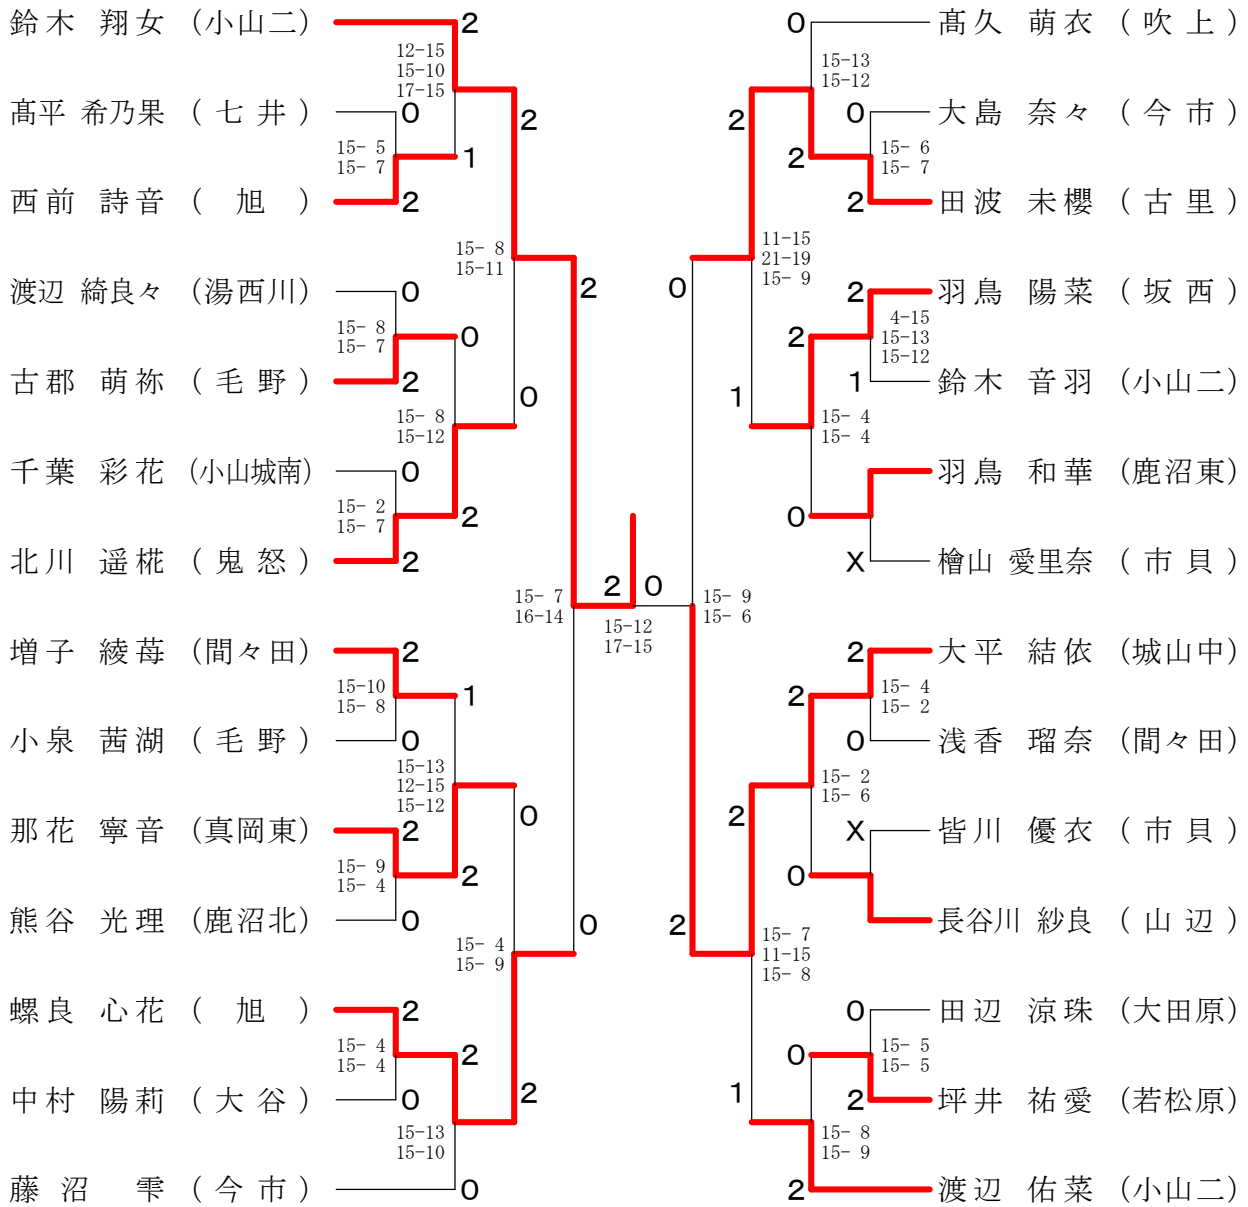 鈴木 翔女 (小山二) 2
12-15
15-10
17-15
髙平 希乃果 (七井) 0
2
15- 5
15- 7
1
西前 詩音 (旭) 2
15- 8
15-11
渡辺 綺良々 (湯西川) 0
2
15- 8
15- 7
0
古郡 萌祢 (毛野) 2
0
15- 8
15-12
千葉 彩花 (小山城南) 0
15- 2
15- 7
2
北川 遥椛 (鬼怒) 2
15- 7
16-14
2 0
15-12
17-15
増子 綾苺 (間々田) 2
15-10
15- 8
1
小泉 茜湖 (毛野) 0
15-13
12-15
15-12
那花 寧音 (真岡東) 2
0
15- 9
15- 4
2
熊谷 光理 (鹿沼北) 0
0
15- 4
15- 9
螺良 心花 (旭) 2
15- 4
15- 4
2
中村 陽莉 (大谷) 0
2
15-13
15-10
藤沼 雫 (今市) 0
0 髙久 萌衣 (吹上)
15-13
15-12
2
0 大島 奈々 (今市)
2
15- 6
15- 7
2 田波 未櫻 (古里)
11-15
21-19
15- 9
0
2 羽鳥 陽菜 (坂西)
2
4-15
15-13
15-12
1 鈴木 音羽 (小山二)
1
15- 4
15- 4
羽鳥 和華 (鹿沼東)
0
X 檜山 愛里奈 (市貝)
15- 9
15- 6
2 大平 結依 (城山中)
2
15- 4
15- 2
0 浅香 瑠奈 (間々田)
15- 2
15- 6
2
X 皆川 優衣 (市貝)
0
長谷川 紗良 (山辺)
2
15- 7
11-15
15- 8
0 田辺 涼珠 (大田原)
0
15- 5
15- 5
2 坪井 祐愛 (若松原)
1
15- 8
15- 9
2 渡辺 佑菜 (小山二)